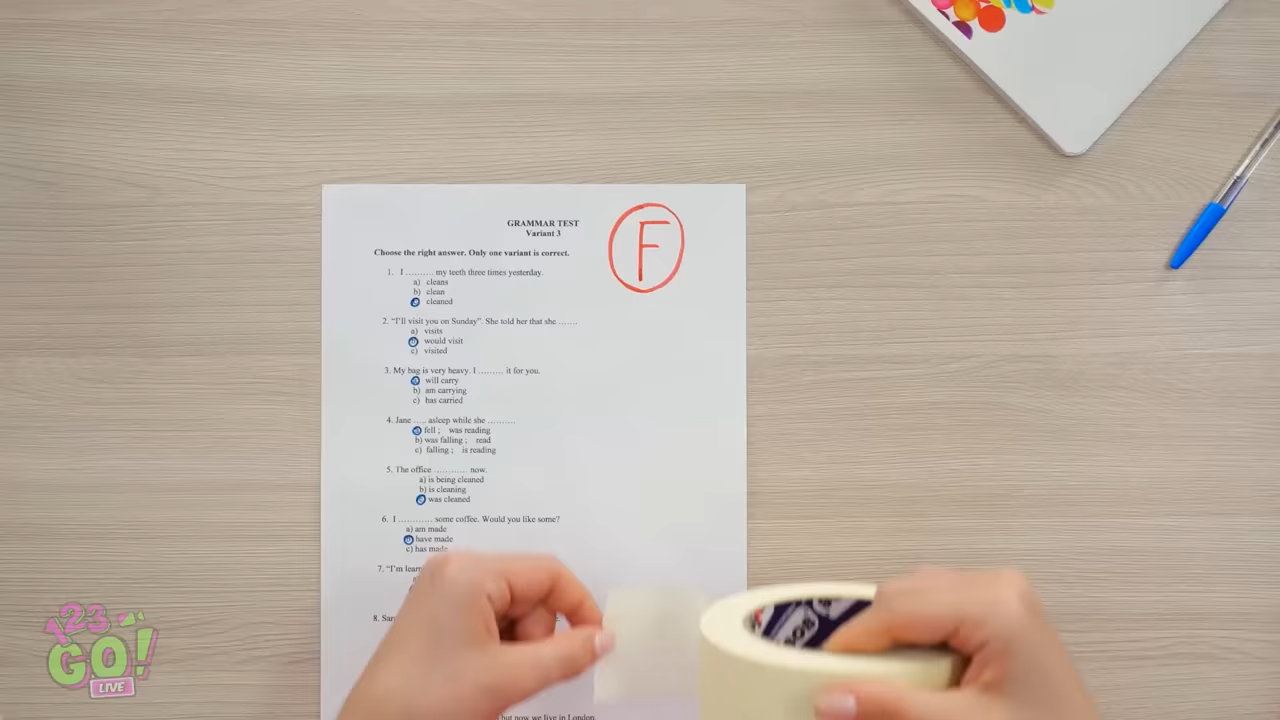 GRAMMAR TEST
Variant 3
F
Choose the right answer. Only one variant is correct.
1. I ......... my teeth three times yesterday.
a) cleans
b) clean
cleaned
2. "I'll visit you on Sunday". She told her that she .......
a) visits
would visit
c) visited
3. My bag is very heavy. I ......... it for you.
will carry
b) am carrying
c) has carried
4. Jane .... asleep while she ..........
fell ; was reading
b) was falling ; read
c) falling ; is reading
5. The office ............ now.
a) is being cleaned
b) is cleaning
was cleaned
6. I ............ some coffee. Would you like some?
a) am made
have made
c) has made
7. "I'm
8.
but now we live in London.
123
GO!
LIVE